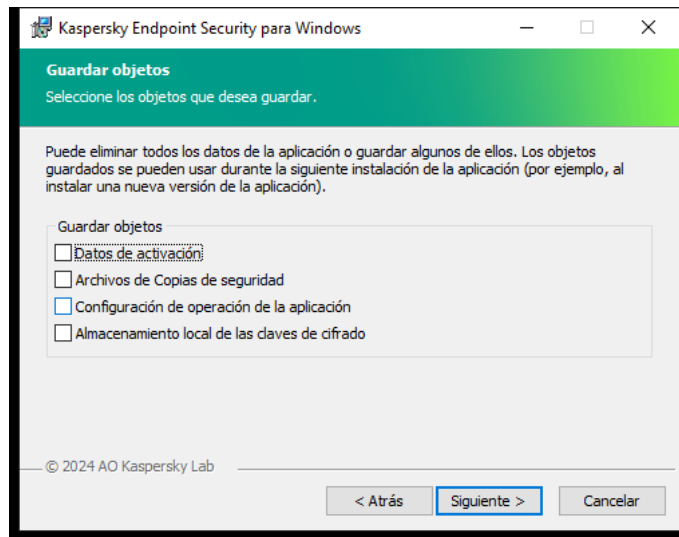 Kaspersky Endpoint Security para Windows
Guardar objetos
Seleccione los objetos que desea guardar.
Puede eliminar todos los datos de la aplicación o guardar algunos de ellos. Los objetos
guardados se pueden usar durante la siguiente instalación de la aplicación (por ejemplo, al
instalar una nueva versión de la aplicación).
Guardar objetos
Datos de activación
Archivos de Copias de seguridad
Configuración de operación de la aplicación
Almacenamiento local de las claves de cifrado
© 2024 AO Kaspersky Lab
< Atrás Siguiente > Cancelar